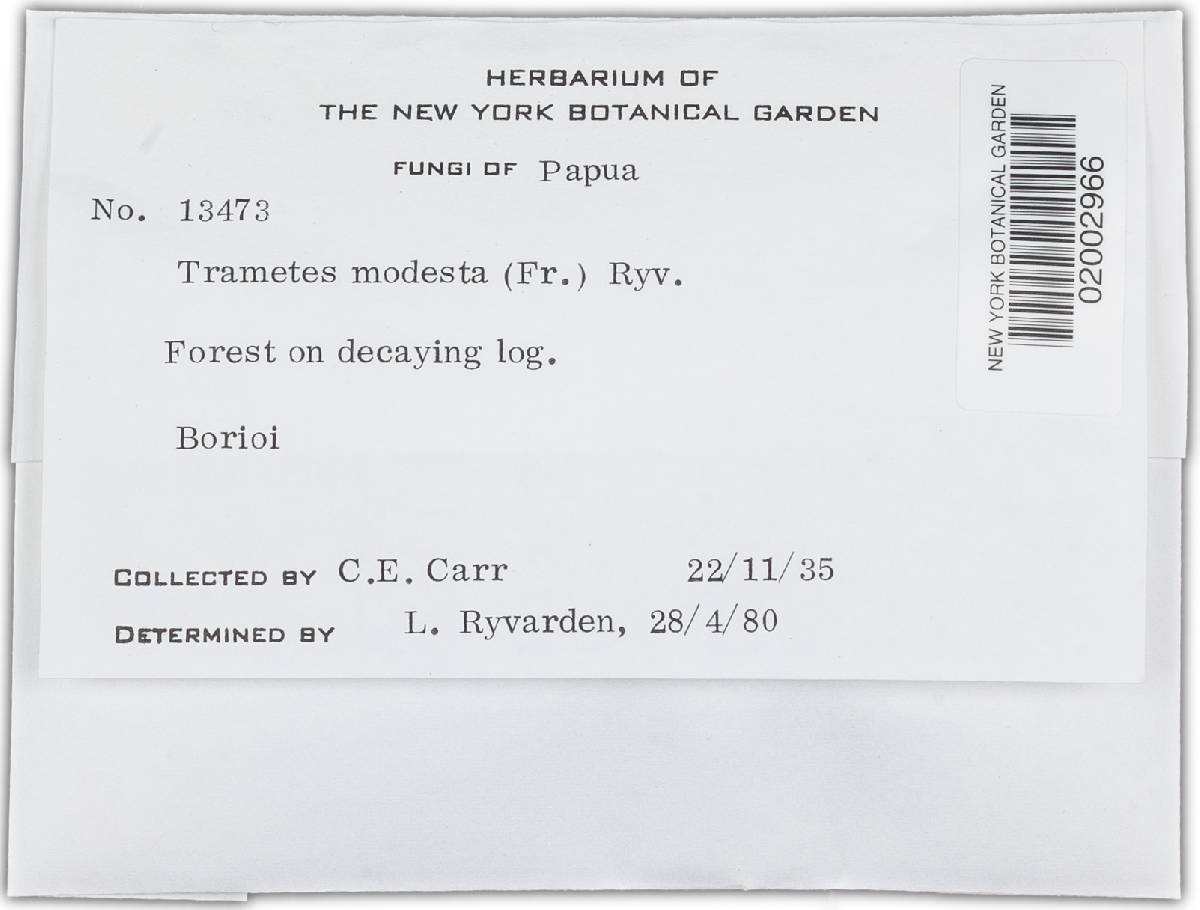 HERBARIUM OF
THE NEW YORK BOTANICAL GARDEN
FUNGI OF Papua
No. 13473
Trametes modesta (Fr.) Ryv.
Forest on decaying log.
Borioi
COLLECTED BY C.E. Carr 22/11/35
DETERMINED BY L. Ryvarden, 28/4/80
NEW YORK BOTANICAL GARDEN
02002966